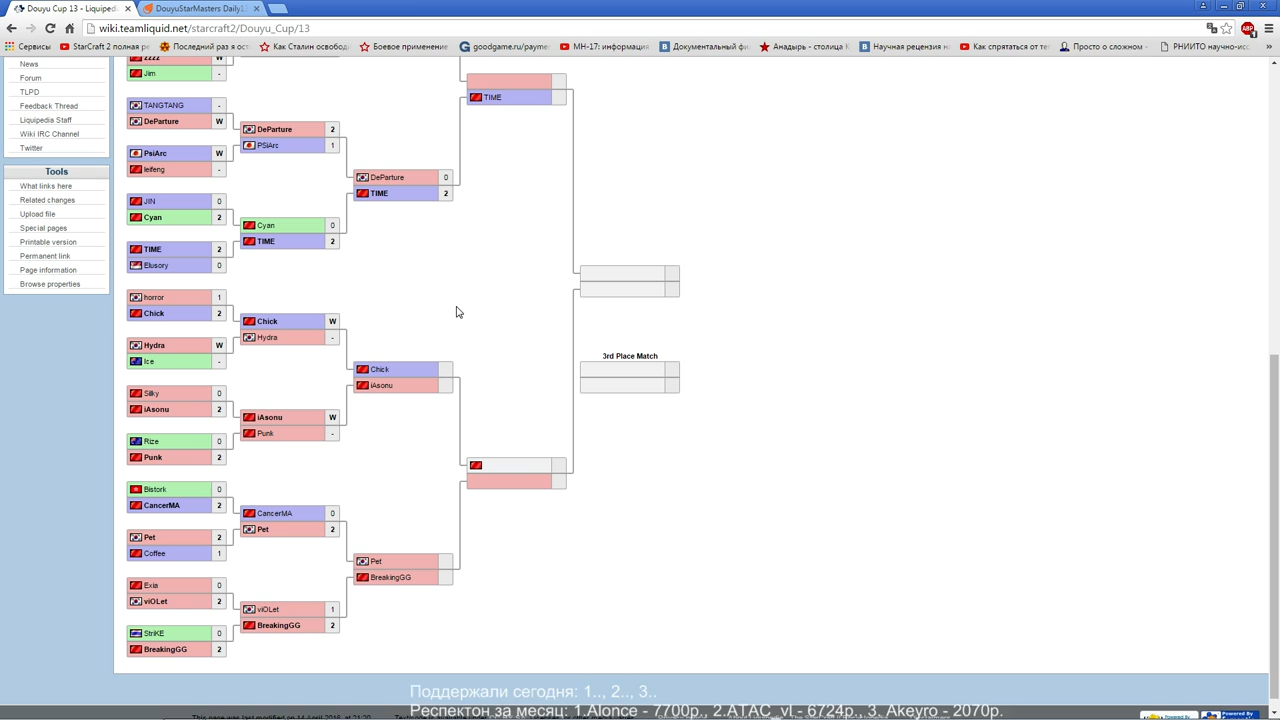 Douyu Cup 13 - Liquipedi
DouyuStarMasters Daily13
wiki.teamliquid.net/starcraft2/Douyu_Cup/13
Сервисы
StarCraft 2 полная ре
Последний раз я ос
Как Сталин освобод
Боевое применение
goodgame.ru/payme
МН-17: информаци
Документальный ф
Анадырь - столица К
Научная рецензия н
Как спрятаться от те
Просто о сложном -
РНИИТО научно-исс
News
Forum
TLPD
Feedback Thread
Liquipedia Staff
Wiki IRC Channel
Twitter
Tools
What links here
Related changes
Upload file
Special pages
Printable version
Permanent link
Page information
Browse properties
zzzz W
Jim -
TANGTANG -
DeParture W
PsiArc W
leifeng -
JIN 0
Cyan 2
TIME 2
Elusory 0
horror 1
Chick 2
Hydra W
Ice -
Silky 0
iAsonu 2
Rize 0
Punk 2
Bistork 0
CancerMA 2
Pet 2
Coffee 1
Exia 0
viOLet 2
StriKE 0
BreakingGG 2
DeParture 2
PSiArc 1
Cyan 0
TIME 2
Chick W
Hydra -
iAsonu W
Punk -
CancerMA 0
Pet 2
viOLet 1
BreakingGG 2
DeParture 0
TIME 2
Chick
iAsonu
Pet
BreakingGG
TIME
3rd Place Match
Поддержали сегодня: 1.., 2.., 3..
Респектон за месяц: 1.Alonce - 7700р., 2.ATAC_vl - 6724р., 3. Akeyro - 2070р.